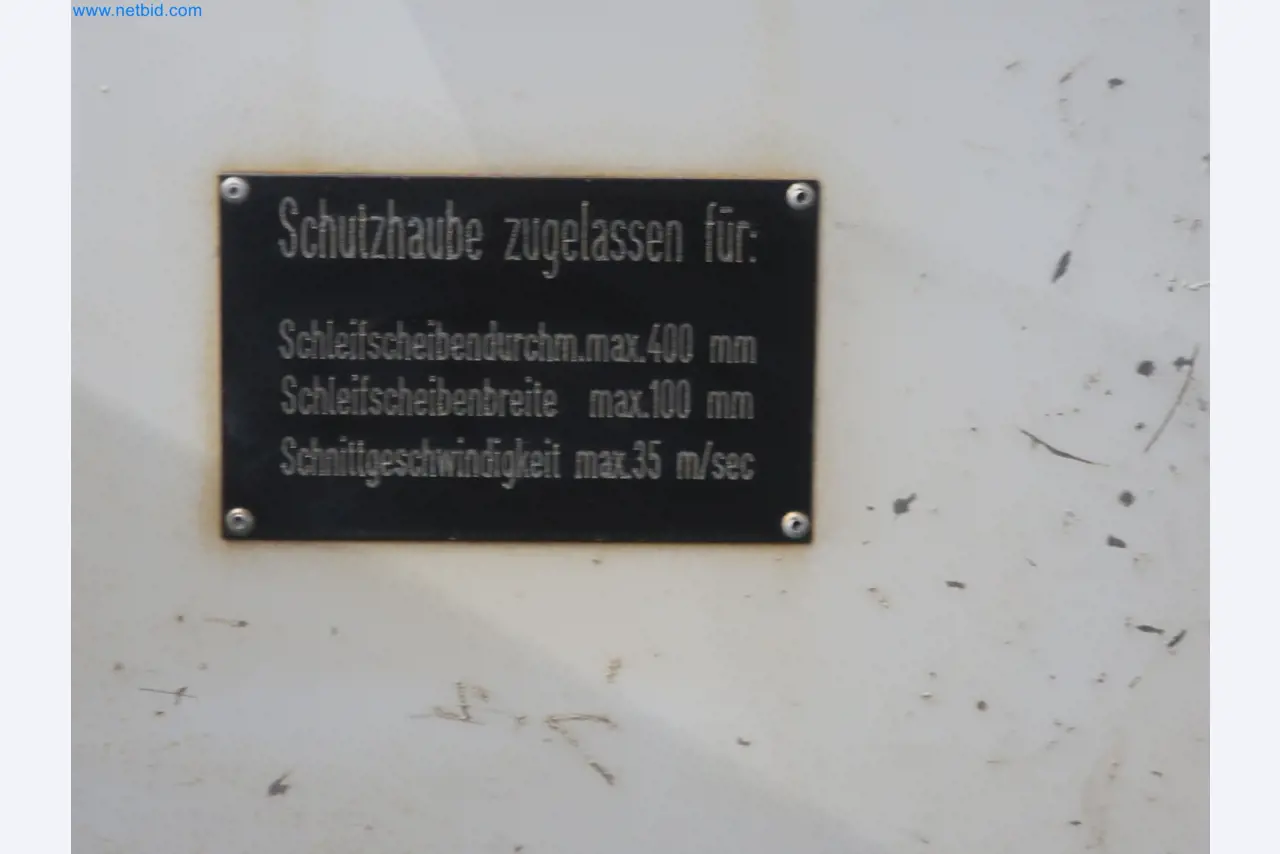 www.netbid.com
Schutzhaube zugelassen für:
Schleifscheibendurchm.max.400 mm
Schleifscheibenbreite max.100 mm
Schnittgeschwindigkeit max.35 m/sec